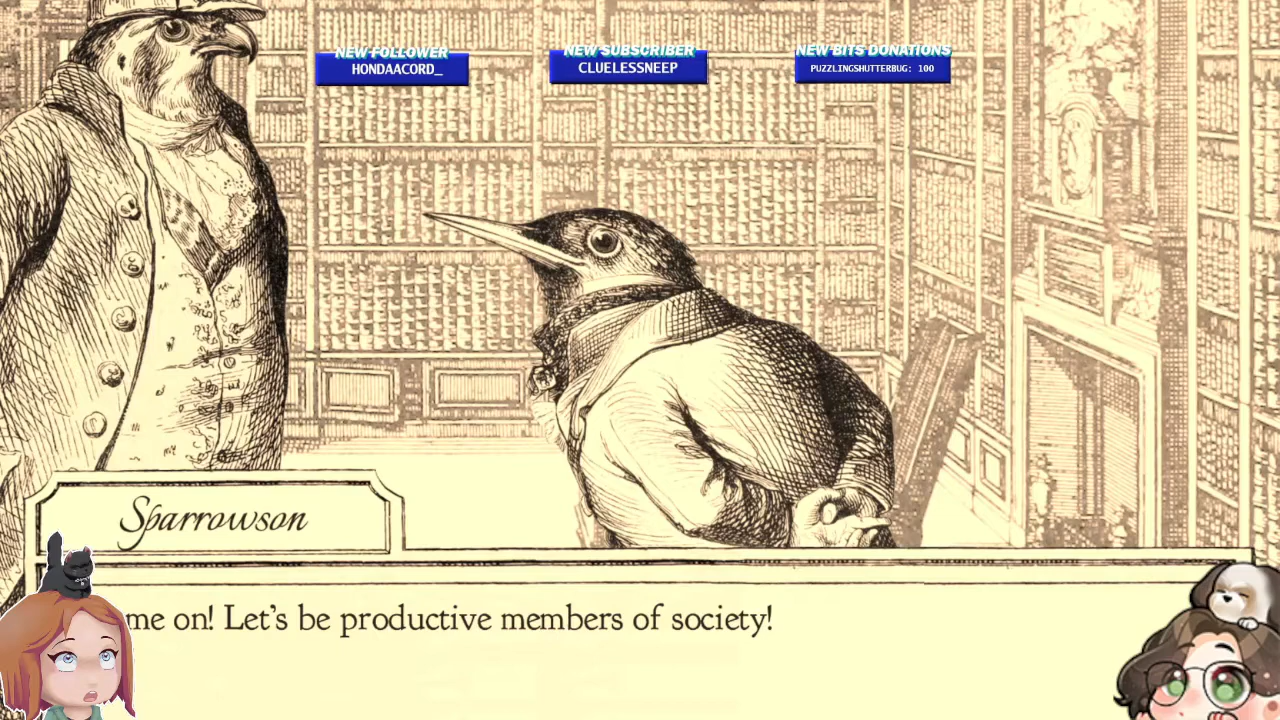 NEW FOLLOWER
HONDAACORD_
NEW SUBSCRIBER
CLUELESSNEEP
NEW BITS DONATIONS
PUZZLINGSHUTTERBUG: 100
Sparrowson
me on! Let's be productive members of society!